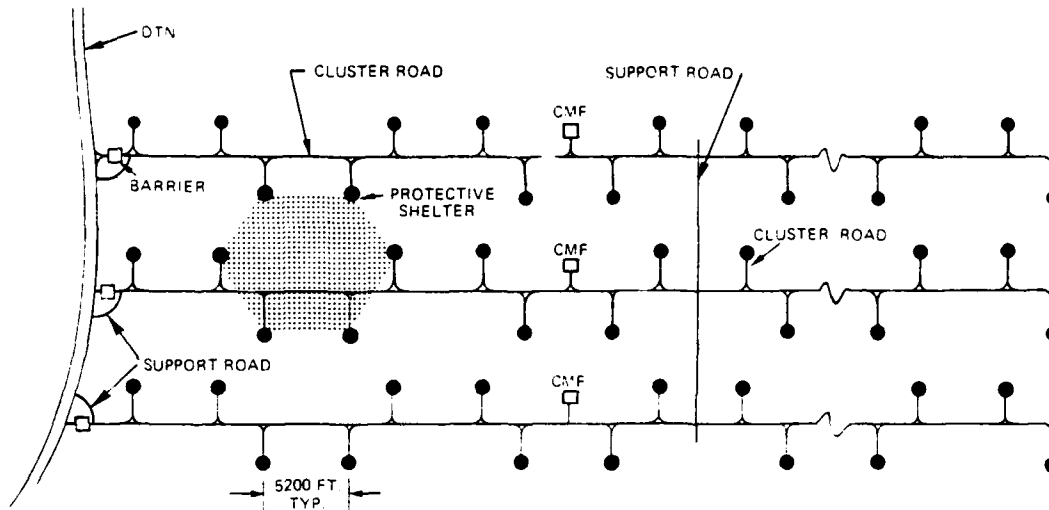 DTN
CLUSTER ROAD
SUPPORT ROAD
CMF
BARRIER
PROTECTIVE
SHELTER
CMF
CLUSTER ROAD
SUPPORT ROAD
CMF
5200 FT.
TYP.